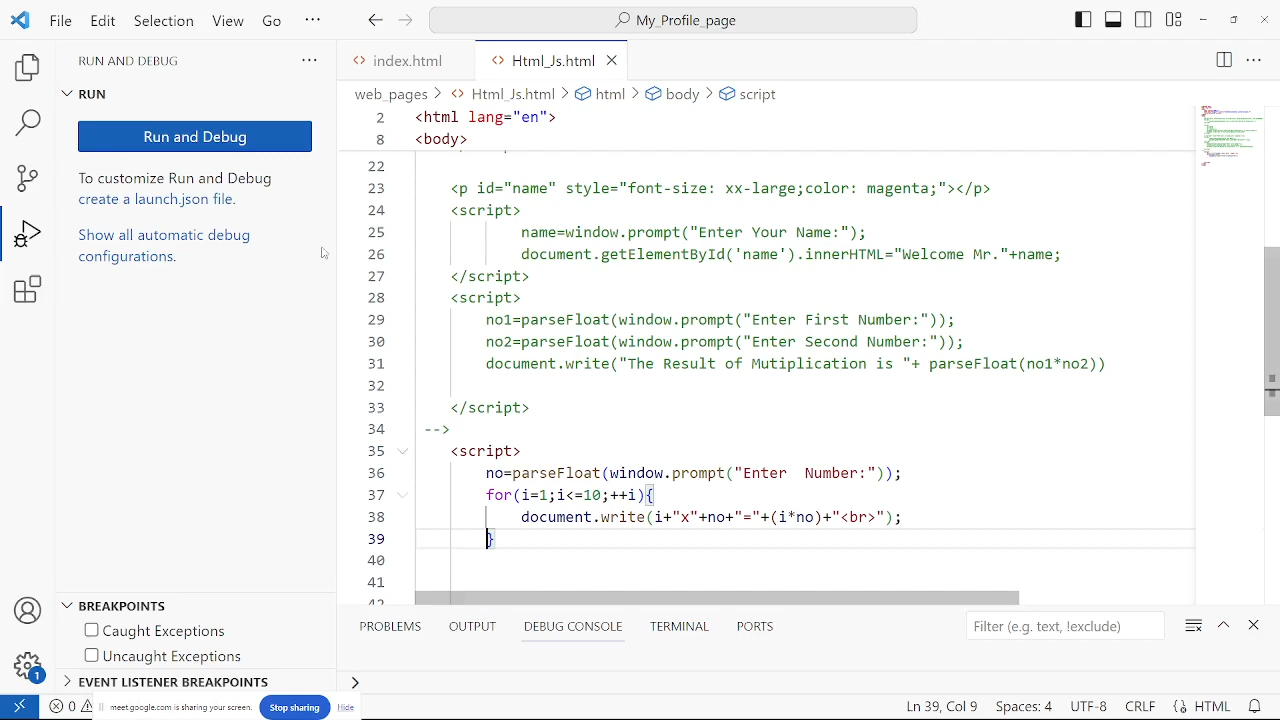 File Edit Selection View Go ···
My_Profile_page
RUN AND DEBUG ···
RUN
Run and Debug
To customize Run and Debug
create a launch.json file.
Show all automatic debug
configurations.
index.html
Html_Js.html
web_pages > Html_Js.html > html > body > script
2 <html lang="en">
8 <body>
22
23 <p id="name" style="font-size: xx-large;color: magenta;"></p>
24 <script>
25 name=window.prompt("Enter Your Name:");
26 document.getElementById('name').innerHTML="Welcome Mr."+name;
27 </script>
28 <script>
29 no1=parseFloat(window.prompt("Enter First Number:"));
30 no2=parseFloat(window.prompt("Enter Second Number:"));
31 document.write("The Result of Mutiplication is "+ parseFloat(no1*no2))
32
33 </script>
34 -->
35 <script>
36 no=parseFloat(window.prompt("Enter  Number:"));
37 for(i=1;i<=10;++i){
38 document.write(i+"x"+no+"="+(i*no)+"<br>");
39 }
40
41
42
BREAKPOINTS
Caught Exceptions
Uncaught Exceptions
EVENT LISTENER BREAKPOINTS
PROBLEMS OUTPUT DEBUG CONSOLE TERMINAL PORTS
Filter (e.g. text, !exclude)
1
0
meet.google.com is sharing your screen.
Stop sharing
Hide
Ln 39, Col 9 Spaces: 4 UTF-8 CRLF {} HTML